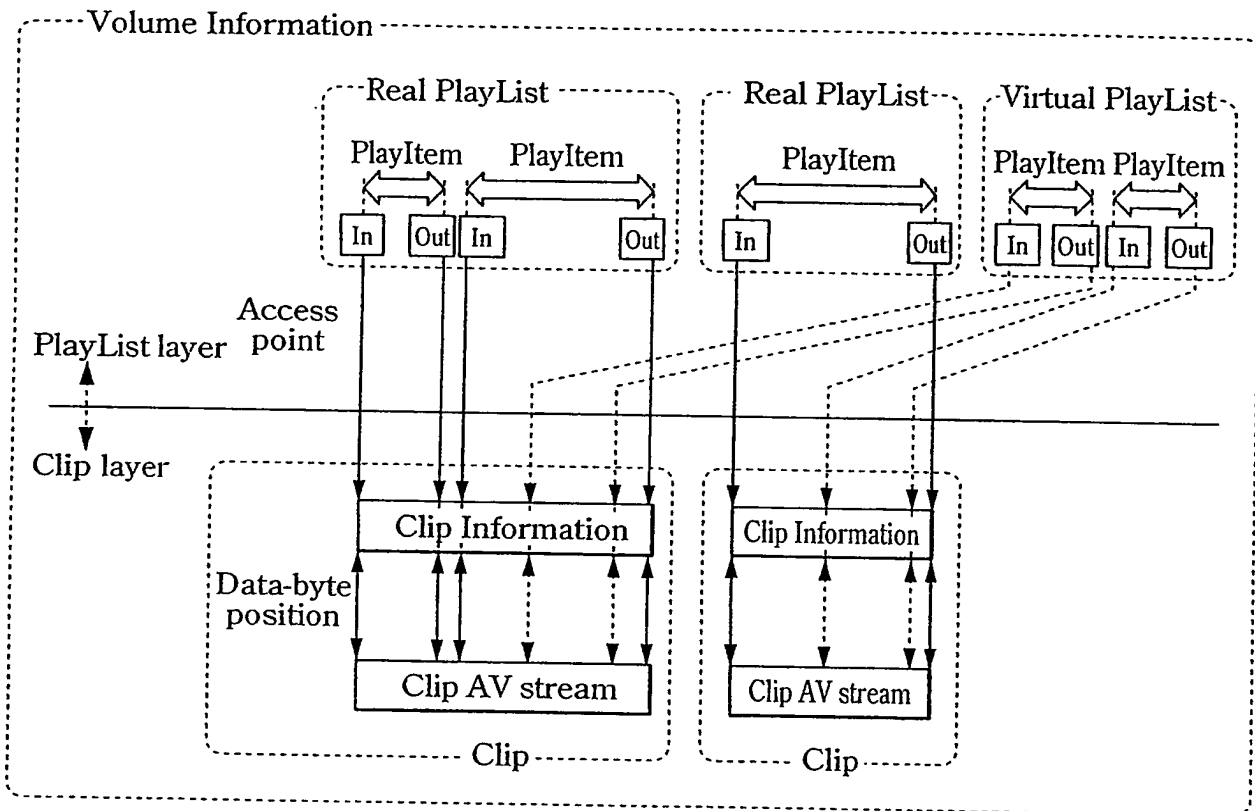 Volume Information
Real PlayList
Real PlayList
Virtual PlayList
PlayItem
PlayItem
PlayItem
PlayItem
PlayItem
In
Out
In
Out
In
Out
In
Out
In
Out
Access
point
PlayList layer
Clip layer
Clip Information
Clip Information
Data-byte
position
Clip AV stream
Clip AV stream
Clip
Clip